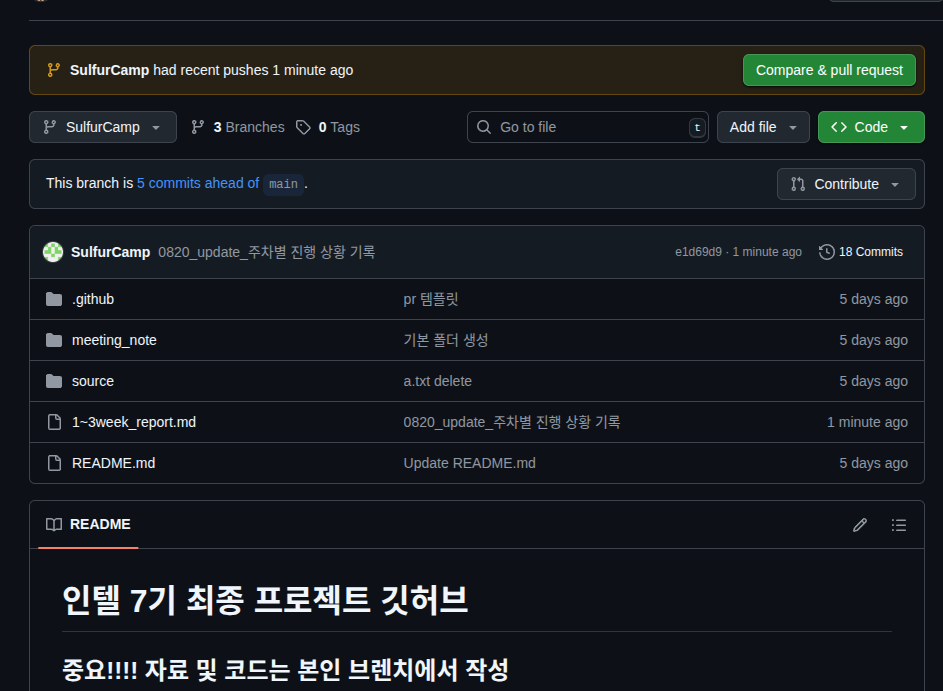 SulfurCamp had recent pushes 1 minute ago Compare & pull request
SulfurCamp 3 Branches 0 Tags Go to file t Add file Code
This branch is 5 commits ahead of main. Contribute
SulfurCamp 0820_update_주차별 진행 상황 기록 e1d69d9 · 1 minute ago 18 Commits
.github pr 템플릿 5 days ago
meeting_note 기본 폴더 생성 5 days ago
source a.txt delete 5 days ago
1~3week_report.md 0820_update_주차별 진행 상황 기록 1 minute ago
README.md Update README.md 5 days ago
README
인텔 7기 최종 프로젝트 깃허브
중요!!!! 자료 및 코드는 본인 브렌치에서 작성